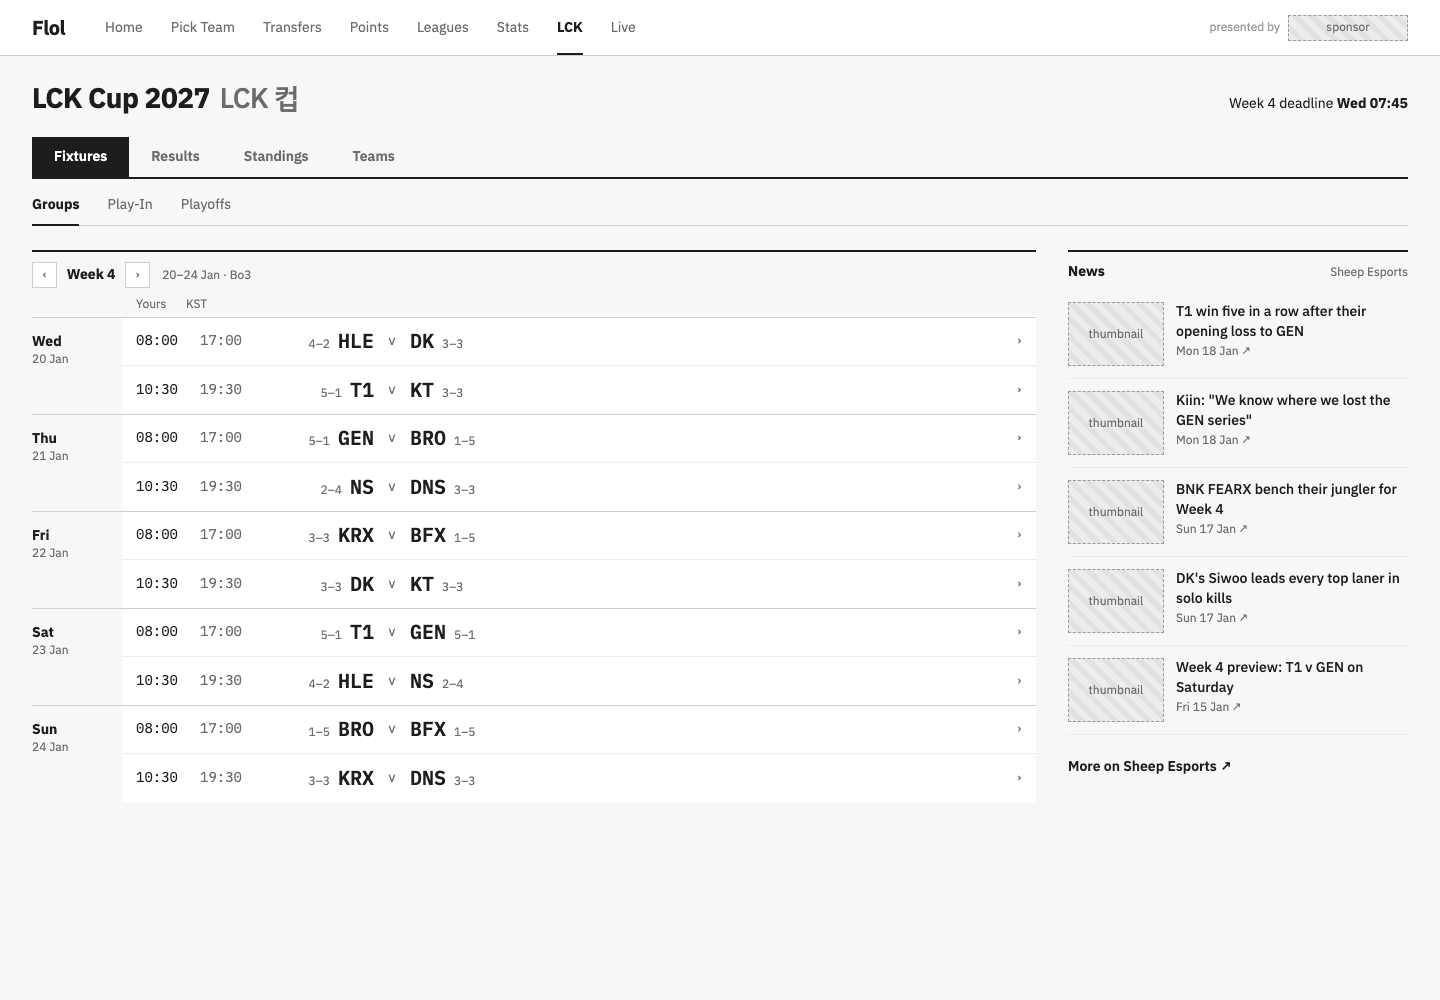 Flol Home Pick Team Transfers Points Leagues Stats LCK Live presented by sponsor
LCK Cup 2027 LCK 컵
Week 4 deadline Wed 07:45
Fixtures Results Standings Teams
Groups Play-In Playoffs
‹ Week 4 › 20–24 Jan · Bo3
Yours KST
Wed
20 Jan
08:00 17:00 4–2 HLE v DK 3–3 ›
10:30 19:30 5–1 T1 v KT 3–3 ›
Thu
21 Jan
08:00 17:00 5–1 GEN v BRO 1–5 ›
10:30 19:30 2–4 NS v DNS 3–3 ›
Fri
22 Jan
08:00 17:00 3–3 KRX v BFX 1–5 ›
10:30 19:30 3–3 DK v KT 3–3 ›
Sat
23 Jan
08:00 17:00 5–1 T1 v GEN 5–1 ›
10:30 19:30 4–2 HLE v NS 2–4 ›
Sun
24 Jan
08:00 17:00 1–5 BRO v BFX 1–5 ›
10:30 19:30 3–3 KRX v DNS 3–3 ›
News Sheep Esports
thumbnail
T1 win five in a row after their
opening loss to GEN
Mon 18 Jan ↗
thumbnail
Kiin: "We know where we lost the
GEN series"
Mon 18 Jan ↗
thumbnail
BNK FEARX bench their jungler for
Week 4
Sun 17 Jan ↗
thumbnail
DK's Siwoo leads every top laner in
solo kills
Sun 17 Jan ↗
thumbnail
Week 4 preview: T1 v GEN on
Saturday
Fri 15 Jan ↗
More on Sheep Esports ↗